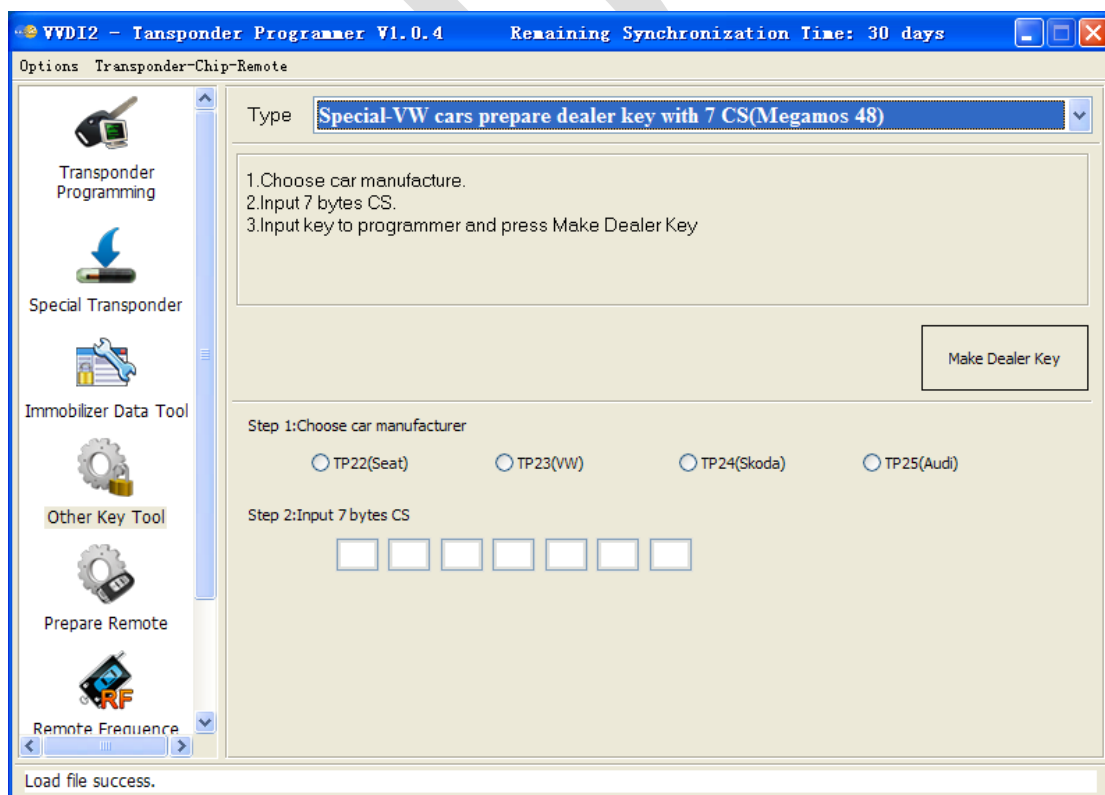 VVDI2 - Tansponder Programmer V1.0.4 Remaining Synchronization Time: 30 days
Options Transponder-Chip-Remote
Transponder
Programming
Special Transponder
Immobilizer Data Tool
Other Key Tool
Prepare Remote
RF
Remote Frequence
Type Special-VW cars prepare dealer key with 7 CS(Megamos 48)
1.Choose car manufacture.
2.Input 7 bytes CS.
3.Input key to programmer and press Make Dealer Key
Make Dealer Key
Step 1:Choose car manufacturer
TP22(Seat) TP23(VW) TP24(Skoda) TP25(Audi)
Step 2:Input 7 bytes CS
Load file success.